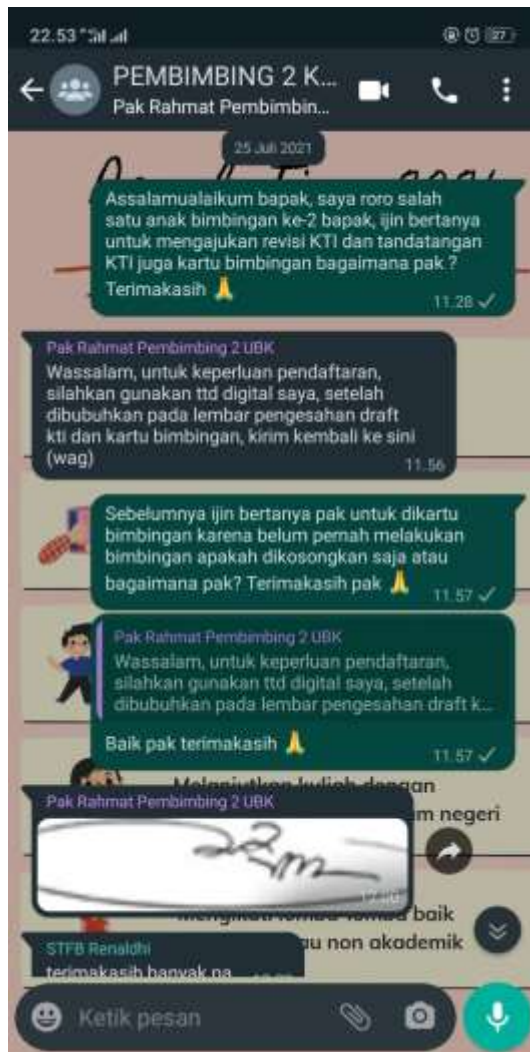 22.53
27
PEMBIMBING 2 K...
Pak Rahmat Pembimbin...
25 Juli 2021
Assalamualaikum bapak, saya roro salah
satu anak bimbingan ke-2 bapak, ijin bertanya
untuk mengajukan revisi KTI dan tandatangan
KTI juga kartu bimbingan bagaimana pak ?
Terimakasih 🙏
11.28
Pak Rahmat Pembimbing 2 UBK
Wassalam, untuk keperluan pendaftaran,
silahkan gunakan ttd digital saya, setelah
dibubuhkan pada lembar pengesahan draft
kti dan kartu bimbingan, kirim kembali ke sini
(wag)
11.56
Sebelumnya ijin bertanya pak untuk dikartu
bimbingan karena belum pernah melakukan
bimbingan apakah dikosongkan saja atau
bagaimana pak? Terimakasih pak 🙏
11.57
Pak Rahmat Pembimbing 2 UBK
Wassalam, untuk keperluan pendaftaran,
silahkan gunakan ttd digital saya, setelah
dibubuhkan pada lembar pengesahan draft k...
Baik pak terimakasih 🙏
11.57
Melanjutkan kuliah dengan
Pak Rahmat Pembimbing 2 UBK
m negeri
Mengikuti lomba-lomba baik
au non akademik
STFB Renaldhi
terimakasih banyak pa
Ketik pesan